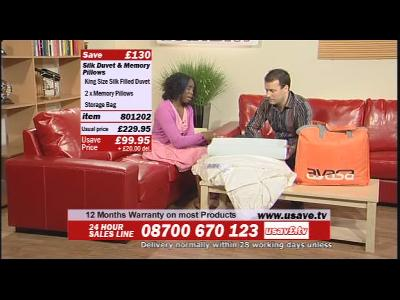 Save £130
Silk Duvet & Memory
Pillows
King Size Silk Filled Duvet
2 x Memory Pillows
Storage Bag
item 801202
Usual price £229.95
Usave
Price £99.95
+ £20.00 del.
avasa
12 Months Warranty on most Products www.usave.tv
24 HOUR
SALES LINE 08700 670 123 usave.tv
Delivery normally within 28 working days unless